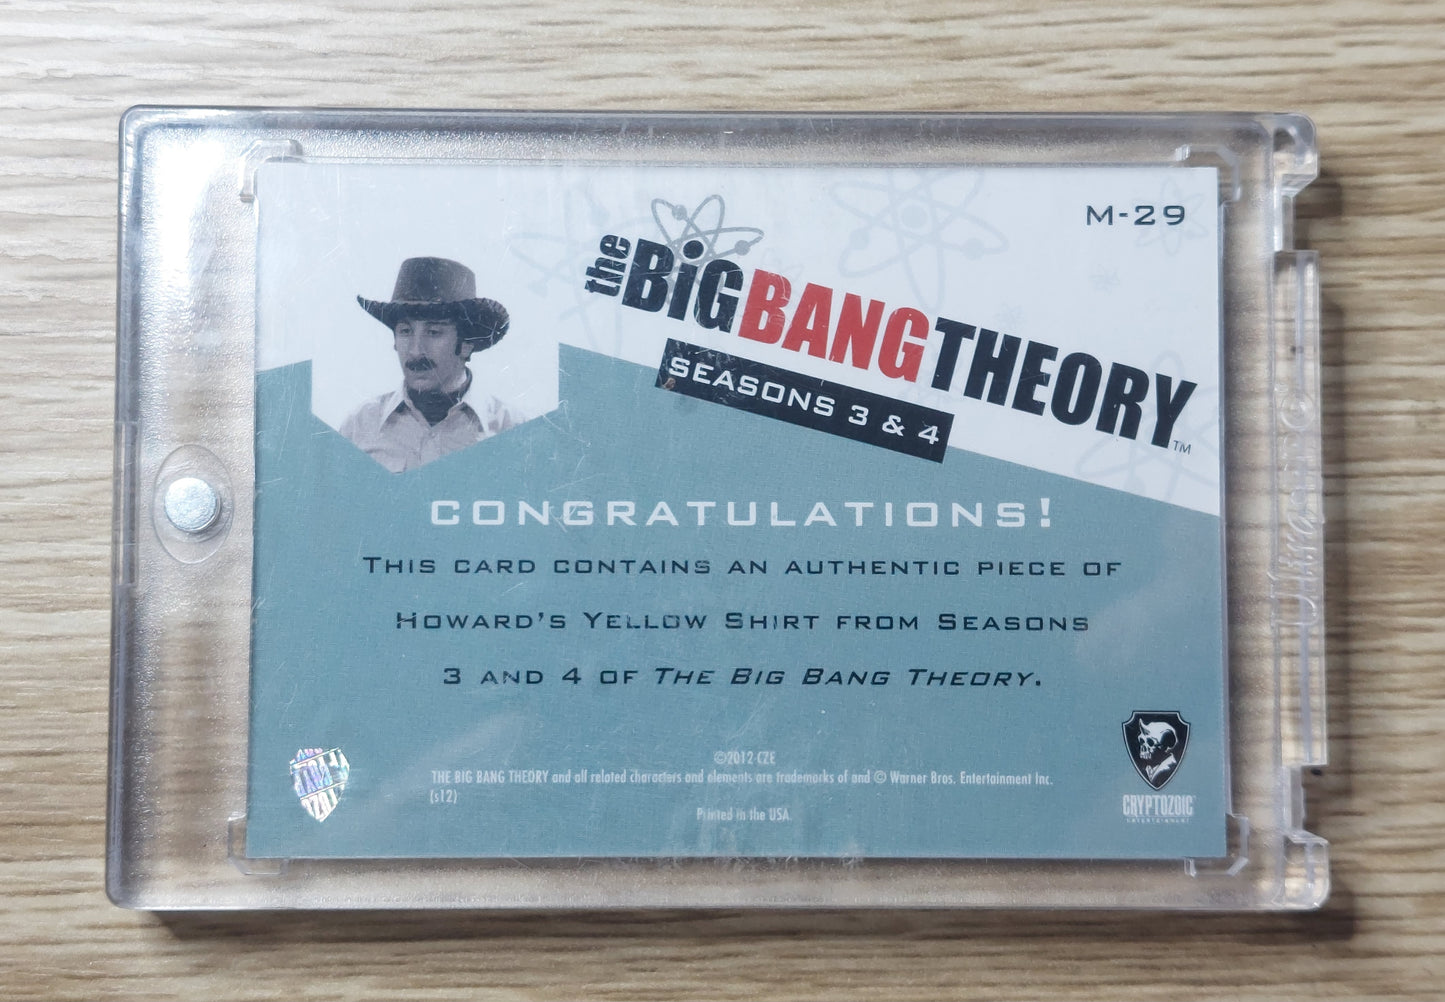 M-29
the BiG BANG THEORY™
SEASONS 3 & 4
CONGRATULATIONS!
THIS CARD CONTAINS AN AUTHENTIC PIECE OF
HOWARD'S YELLOW SHIRT FROM SEASONS
3 AND 4 OF THE BIG BANG THEORY.
©2012 CZE
THE BIG BANG THEORY and all related characters and elements are trademarks of and © Warner Bros. Entertainment Inc.
(s12)
Printed in the USA.
CRYPTOZOIC
ENTERTAINMENT